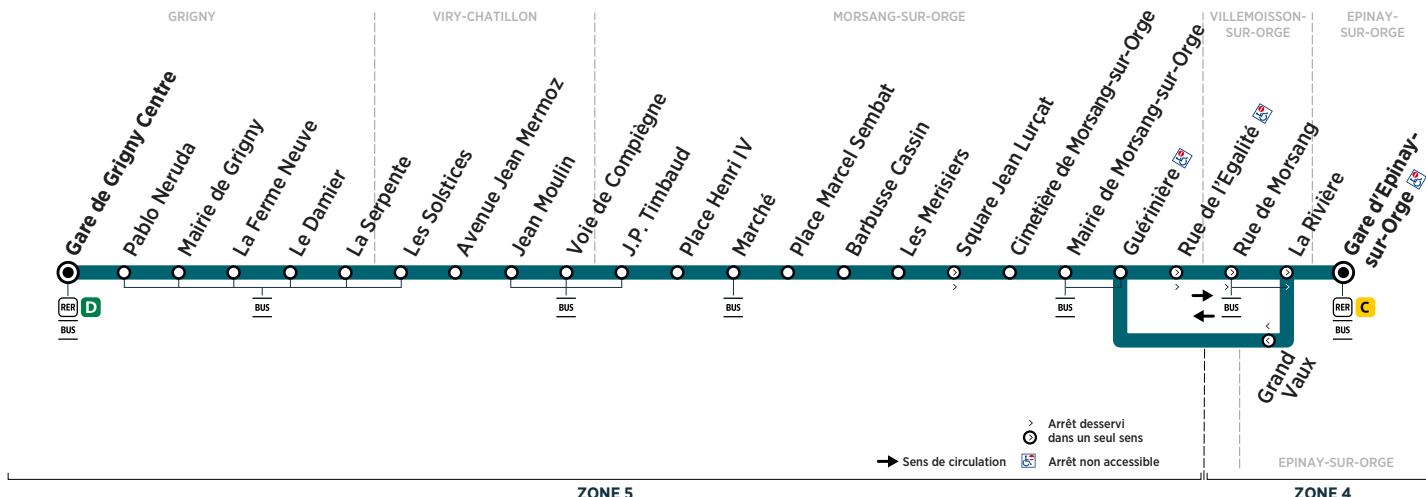 GRIGNY
VIRY-CHATILLON
MORSANG-SUR-ORGE
VILLEMOISSON-
SUR-ORGE
EPINAY-
SUR-ORGE
Gare de Grigny Centre
Pablo Neruda
Mairie de Grigny
La Ferme Neuve
Le Damier
La Serpente
Les Solstices
Avenue Jean Mermoz
Jean Moulin
Voie de Compiègne
J.P. Timbaud
Place Henri IV
Marché
Place Marcel Sembat
Barbusse Cassin
Les Merisiers
Square Jean Lurçat
Cimetière de Morsang-sur-Orge
Mairie de Morsang-sur-Orge
Guérinière
Rue de l'Egalité
Rue de Morsang
La Rivière
Gare d'Epinay-
sur-Orge
RER D
BUS
BUS
BUS
BUS
BUS
BUS
RER C
BUS
Grand
Vaux
Arrêt desservi
dans un seul sens
Sens de circulation
Arrêt non accessible
EPINAY-SUR-ORGE
ZONE 5
ZONE 4